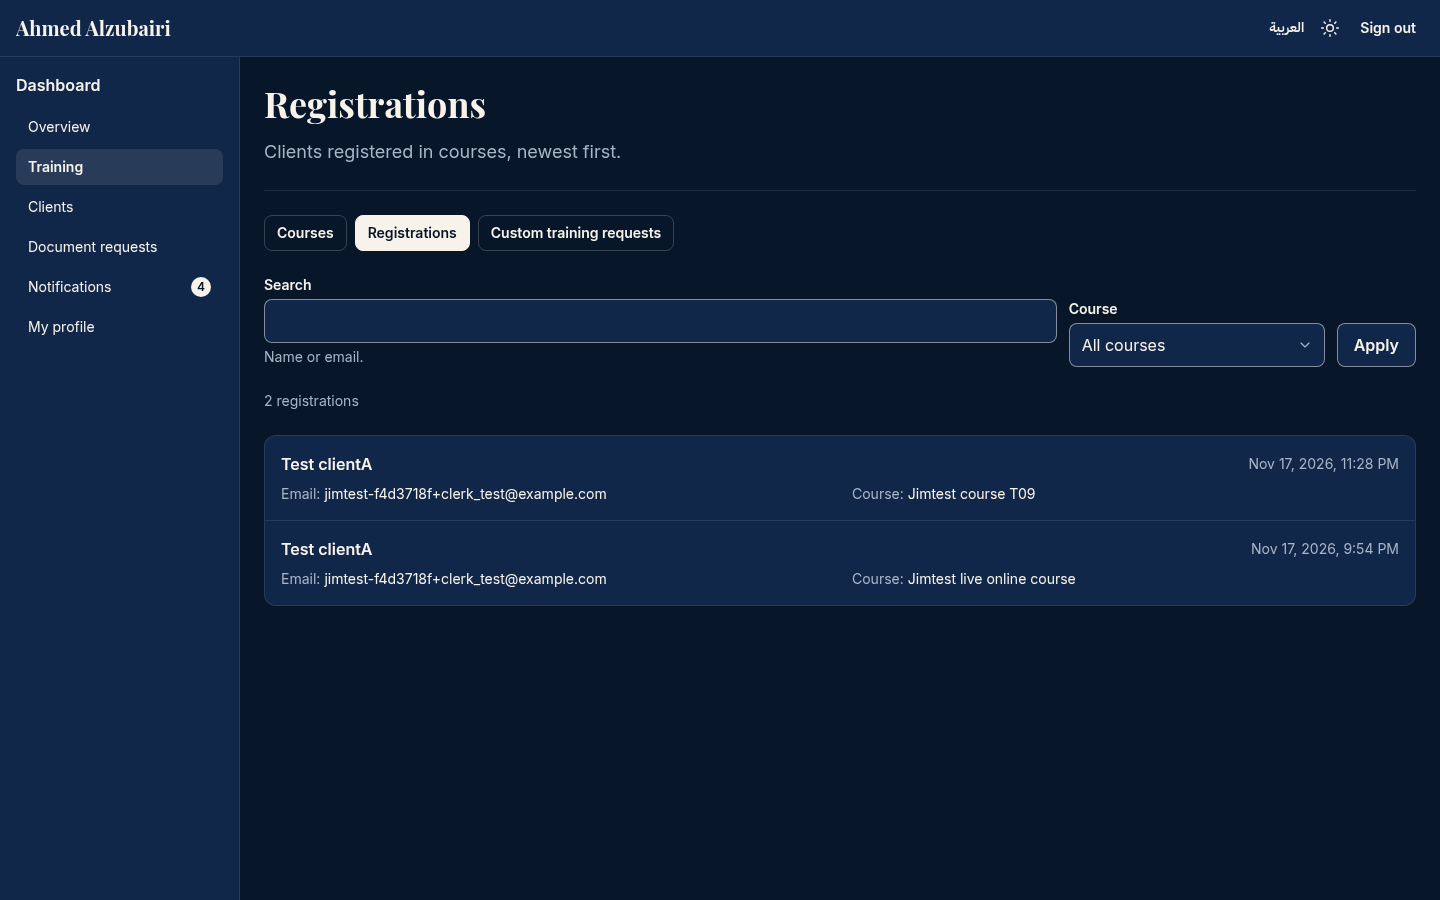 Ahmed Alzubairi
العربية
Sign out
Dashboard
Overview
Training
Clients
Document requests
Notifications 4
My profile
Registrations
Clients registered in courses, newest first.
Courses
Registrations
Custom training requests
Search
Name or email.
Course
All courses
Apply
2 registrations
Test clientA
Nov 17, 2026, 11:28 PM
Email: jimtest-f4d3718f+clerk_test@example.com
Course: Jimtest course T09
Test clientA
Nov 17, 2026, 9:54 PM
Email: jimtest-f4d3718f+clerk_test@example.com
Course: Jimtest live online course